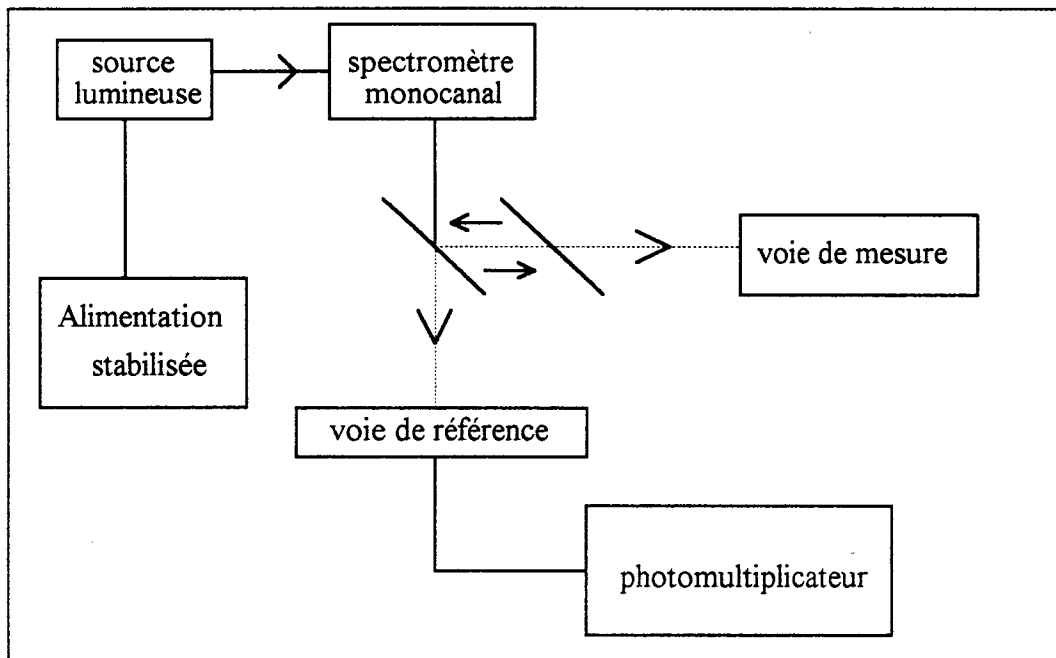 source
lumineuse
spectromètre
monocanal
voie de mesure
Alimentation
stabilisée
voie de référence
photomultiplicateur